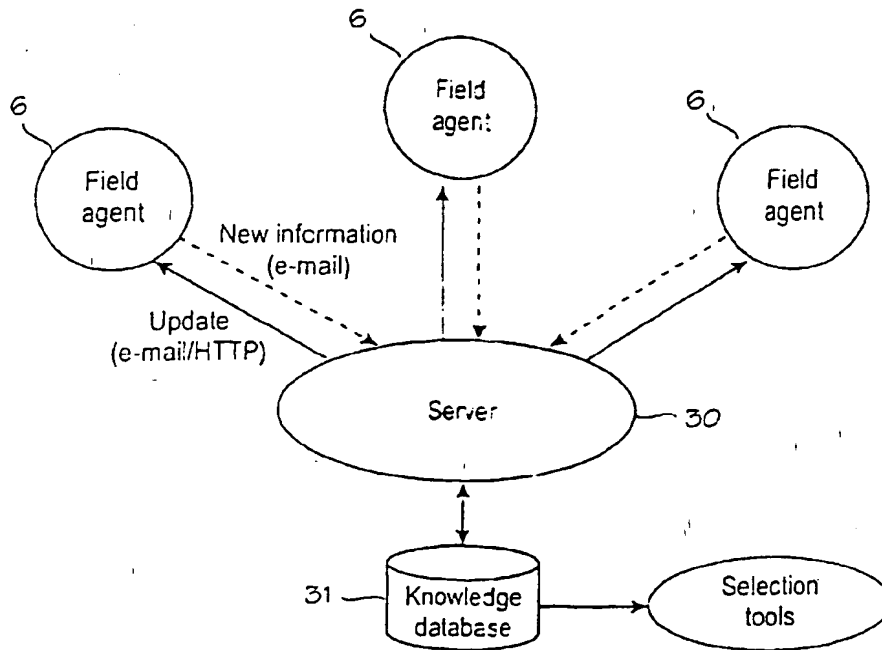 6
Field
agent
6
Field
agent
6
Field
agent
New information
(e-mail)
Update
(e-mail/HTTP)
Server
30
31
Knowledge
database
Selection
tools